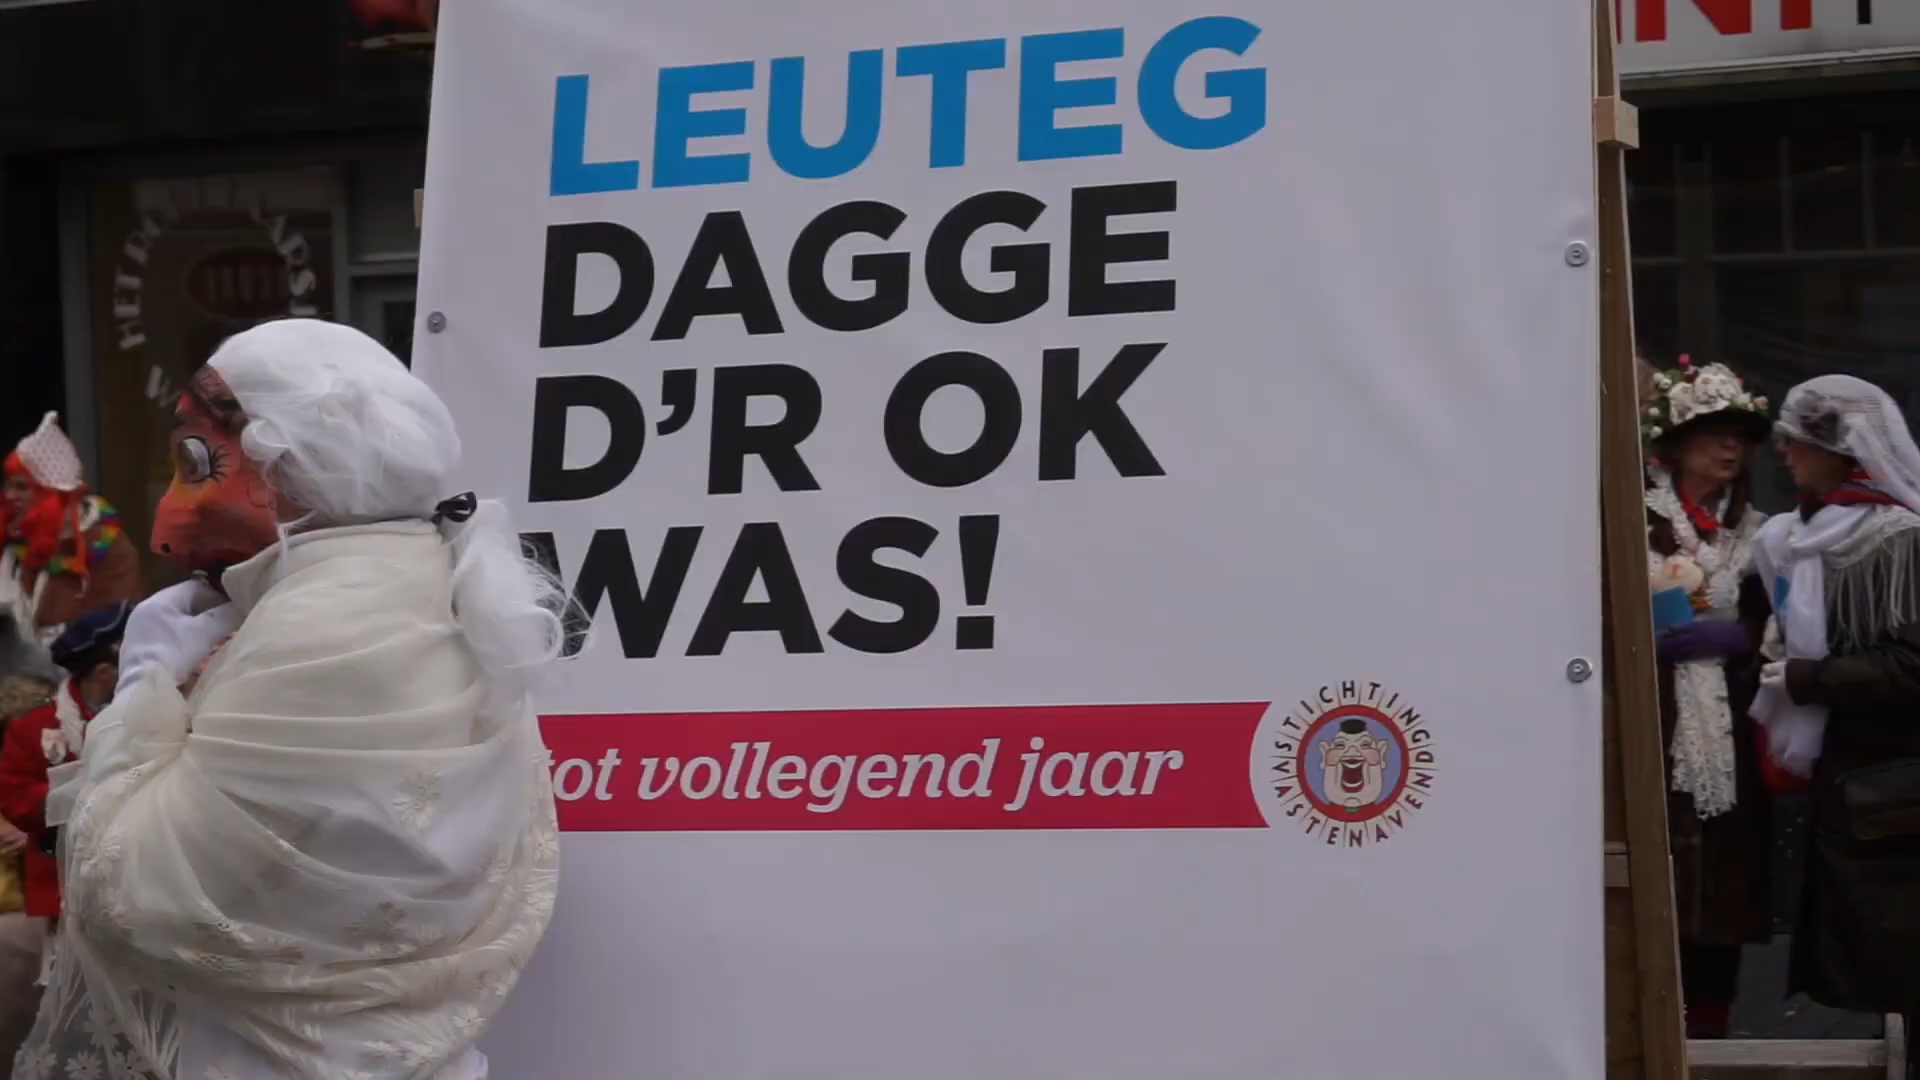 LEUTEG
DAGGE
D'R OK
WAS!
tot vollegend jaar
STICHTING VASTENAVEND